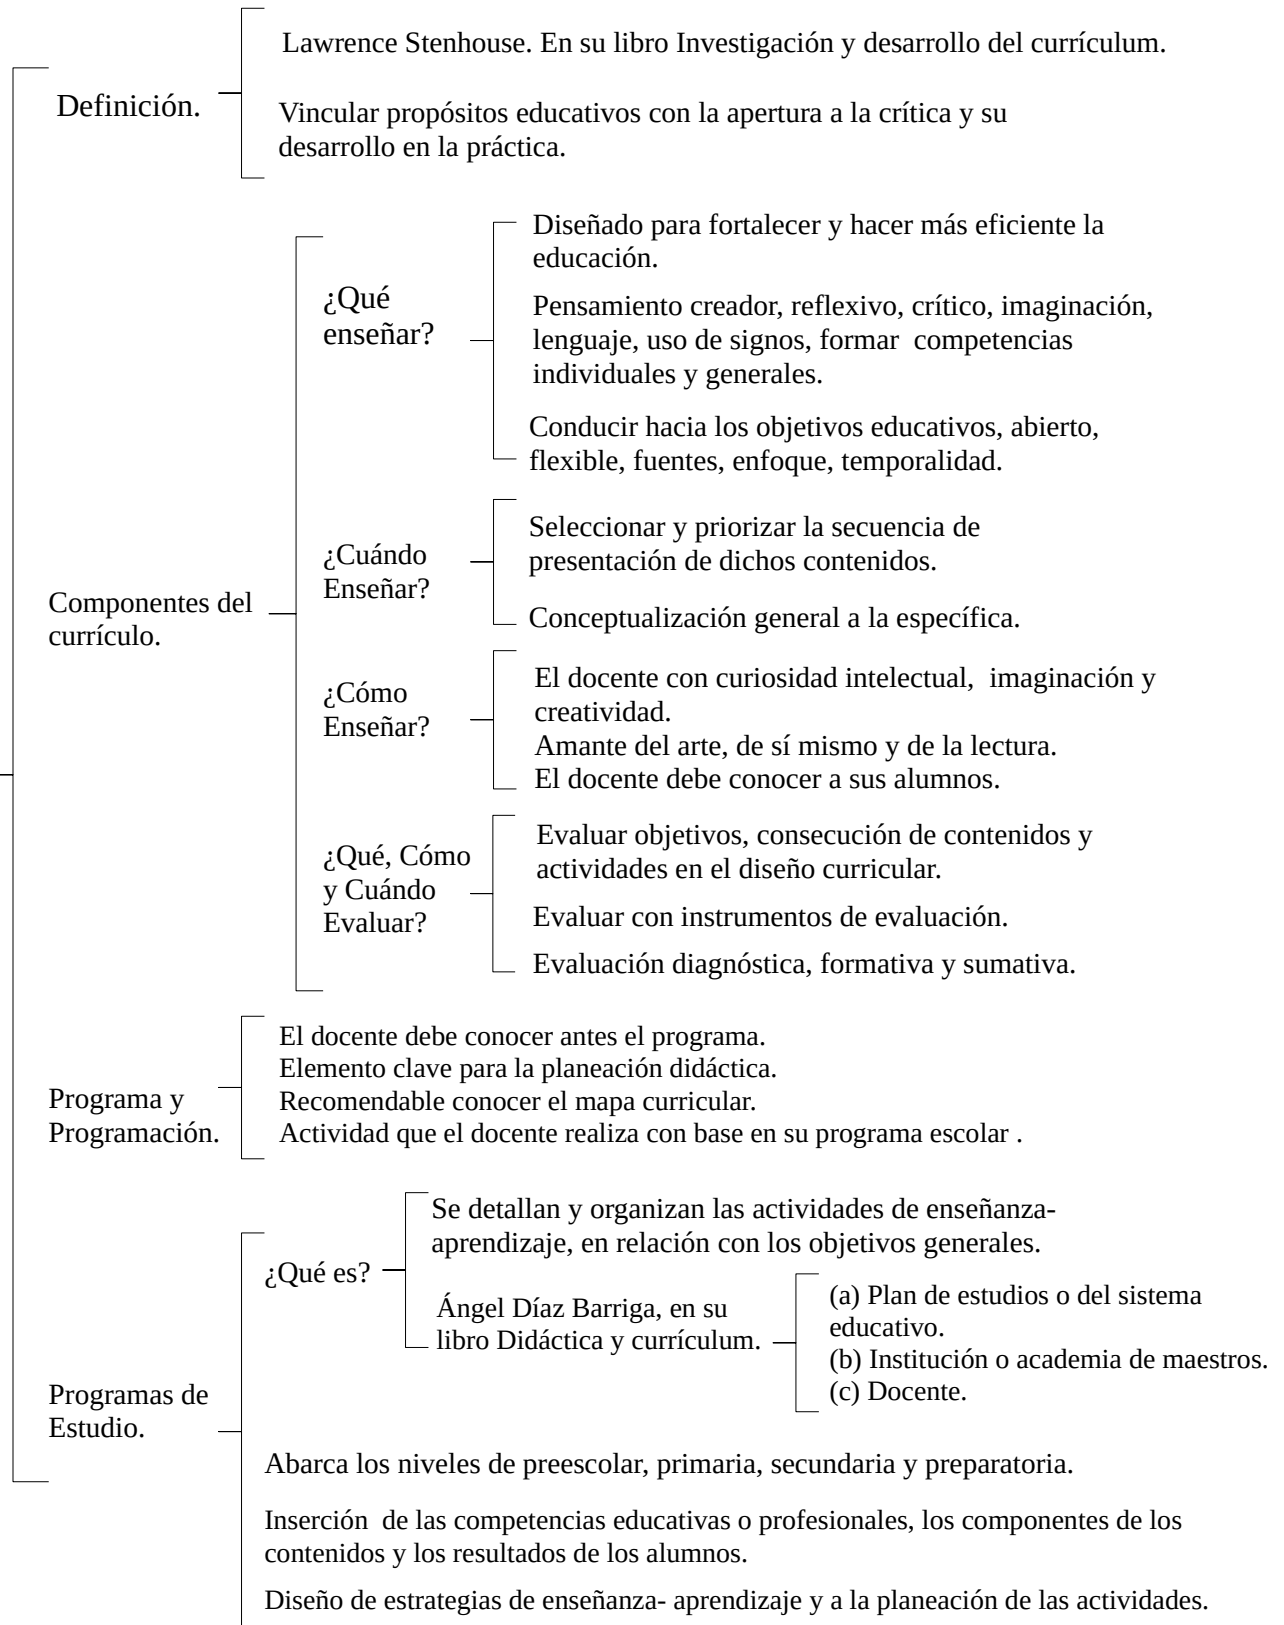 Lawrence Stenhouse. En su libro Investigación y desarrollo del currículum.
Definición.
Vincular propósitos educativos con la apertura a la crítica y su
desarrollo en la práctica.
Componentes del
currículo.
¿Qué
enseñar?
Diseñado para fortalecer y hacer más eficiente la
educación.
Pensamiento creador, reflexivo, crítico, imaginación,
lenguaje, uso de signos, formar  competencias
individuales y generales.
Conducir hacia los objetivos educativos, abierto,
flexible, fuentes, enfoque, temporalidad.
¿Cuándo
Enseñar?
Seleccionar y priorizar la secuencia de
presentación de dichos contenidos.
Conceptualización general a la específica.
¿Cómo
Enseñar?
El docente con curiosidad intelectual,  imaginación y
creatividad.
Amante del arte, de sí mismo y de la lectura.
El docente debe conocer a sus alumnos.
¿Qué, Cómo
y Cuándo
Evaluar?
Evaluar objetivos, consecución de contenidos y
actividades en el diseño curricular.
Evaluar con instrumentos de evaluación.
Evaluación diagnóstica, formativa y sumativa.
Programa y
Programación.
El docente debe conocer antes el programa.
Elemento clave para la planeación didáctica.
Recomendable conocer el mapa curricular.
Actividad que el docente realiza con base en su programa escolar .
Programas de
Estudio.
¿Qué es?
Se detallan y organizan las actividades de enseñanza-
aprendizaje, en relación con los objetivos generales.
Ángel Díaz Barriga, en su
libro Didáctica y currículum.
(a) Plan de estudios o del sistema
educativo.
(b) Institución o academia de maestros.
(c) Docente.
Abarca los niveles de preescolar, primaria, secundaria y preparatoria.
Inserción  de las competencias educativas o profesionales, los componentes de los
contenidos y los resultados de los alumnos.
Diseño de estrategias de enseñanza- aprendizaje y a la planeación de las actividades.